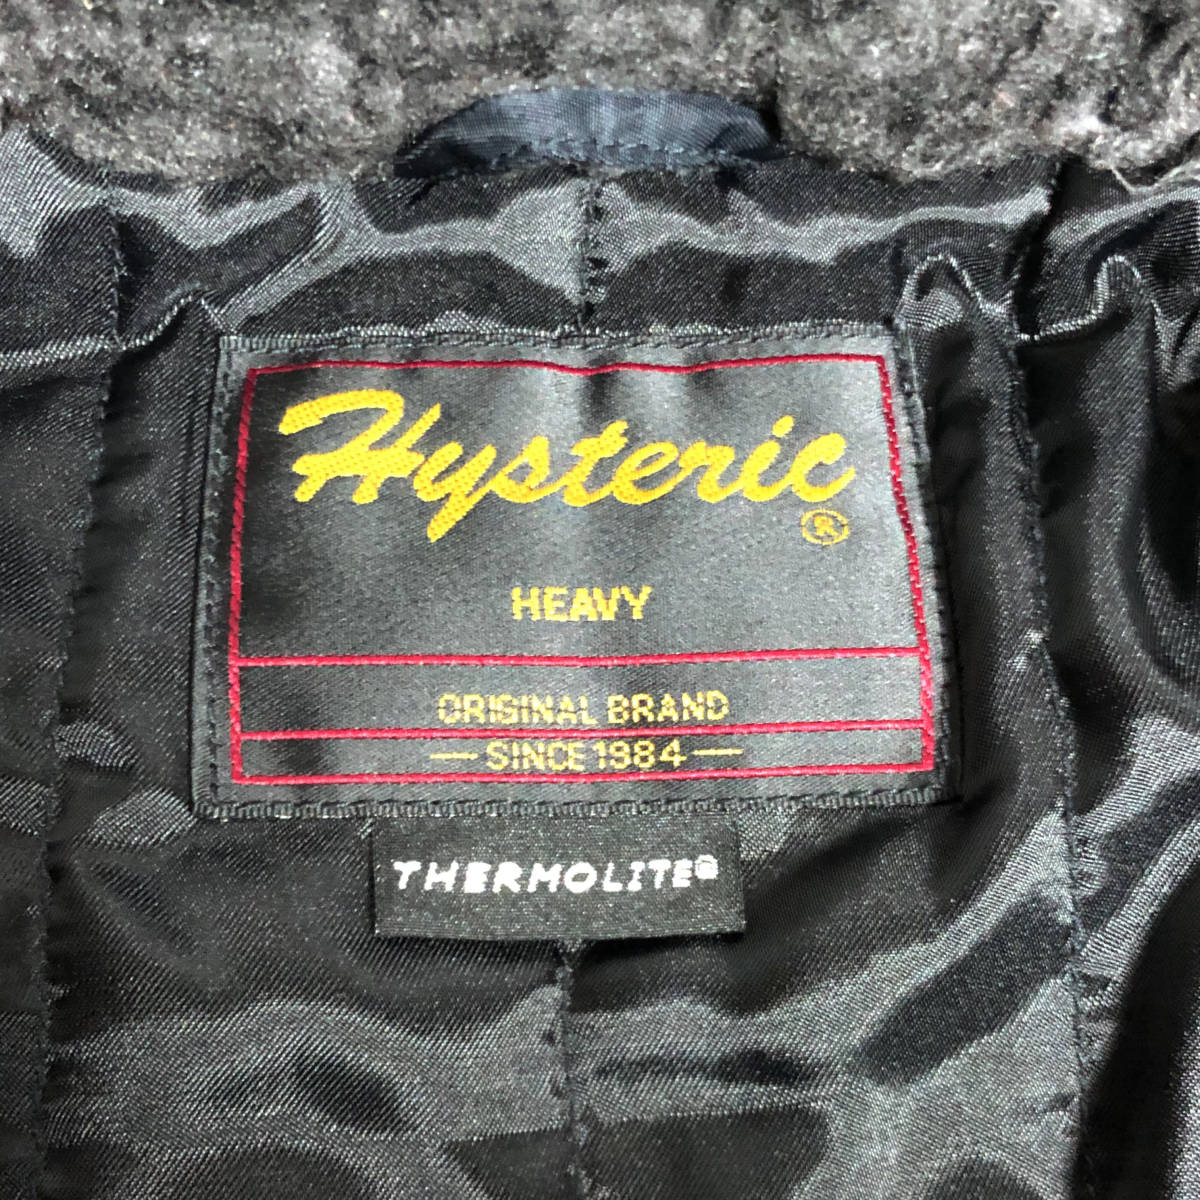 Hysteric
®
HEAVY
ORIGINAL BRAND
— SINCE 1984 —
THERMOLITE®